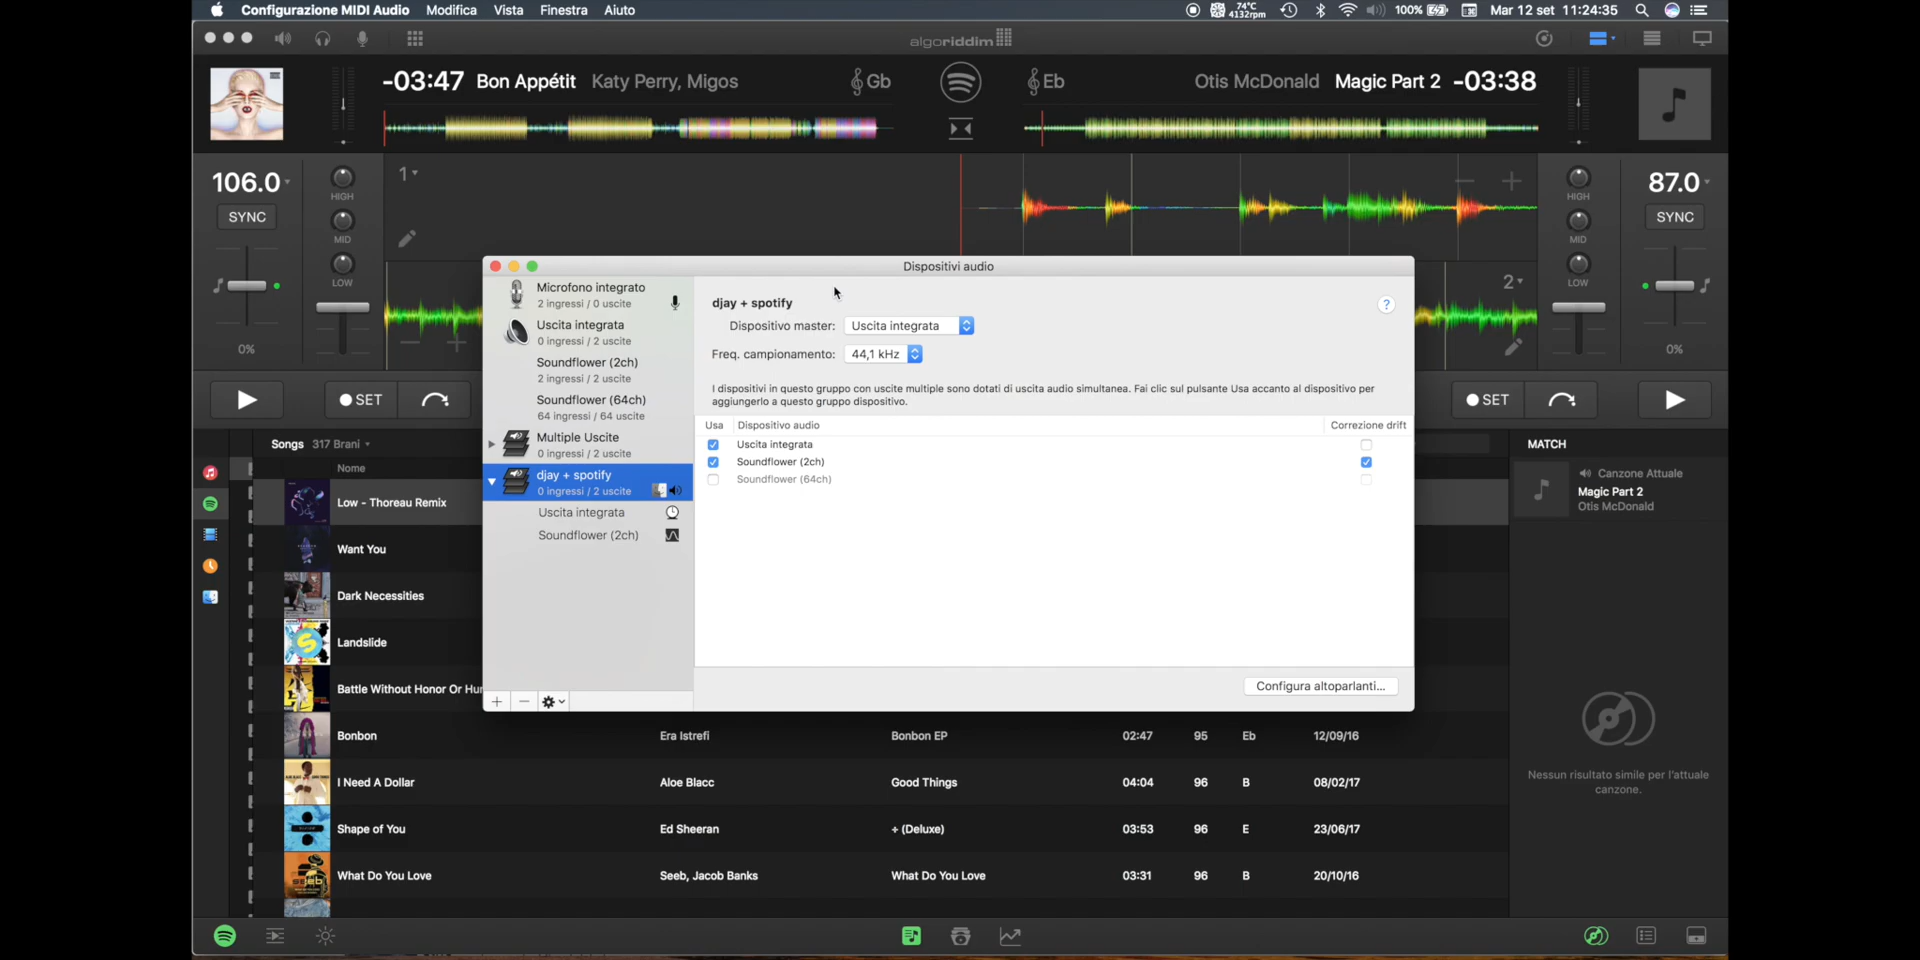 Configurazione MIDI Audio Modifica Vista Finestra Aiuto
74°C
4132rpm
100%
Mar 12 set 11:24:35
algoriddim
-03:47 Bon Appétit Katy Perry, Migos Gb
Eb Otis McDonald Magic Part 2 -03:38
106.0
SYNC
0%
HIGH
MID
LOW
1
2
HIGH
MID
LOW
87.0
SYNC
0%
SET
SET
Dispositivi audio
Microfono integrato
2 ingressi / 0 uscite
Uscita integrata
0 ingressi / 2 uscite
Soundflower (2ch)
2 ingressi / 2 uscite
Soundflower (64ch)
64 ingressi / 64 uscite
Multiple Uscite
0 ingressi / 2 uscite
djay + spotify
0 ingressi / 2 uscite
Uscita integrata
Soundflower (2ch)
djay + spotify
?
Dispositivo master: Uscita integrata
Freq. campionamento: 44,1 kHz
I dispositivi in questo gruppo con uscite multiple sono dotati di uscita audio simultanea. Fai clic sul pulsante Usa accanto al dispositivo per
aggiungerlo a questo gruppo dispositivo.
Usa Dispositivo audio Correzione drift
Uscita integrata
Soundflower (2ch)
Soundflower (64ch)
Configura altoparlanti...
Songs 317 Brani
Nome
Low - Thoreau Remix
Want You
Dark Necessities
Landslide
Battle Without Honor Or Hur
Bonbon Era Istrefi Bonbon EP 02:47 95 Eb 12/09/16
I Need A Dollar Aloe Blacc Good Things 04:04 96 B 08/02/17
Shape of You Ed Sheeran ÷ (Deluxe) 03:53 96 E 23/06/17
What Do You Love Seeb, Jacob Banks What Do You Love 03:31 96 B 20/10/16
MATCH
Canzone Attuale
Magic Part 2
Otis McDonald
Nessun risultato simile per l'attuale
canzone.